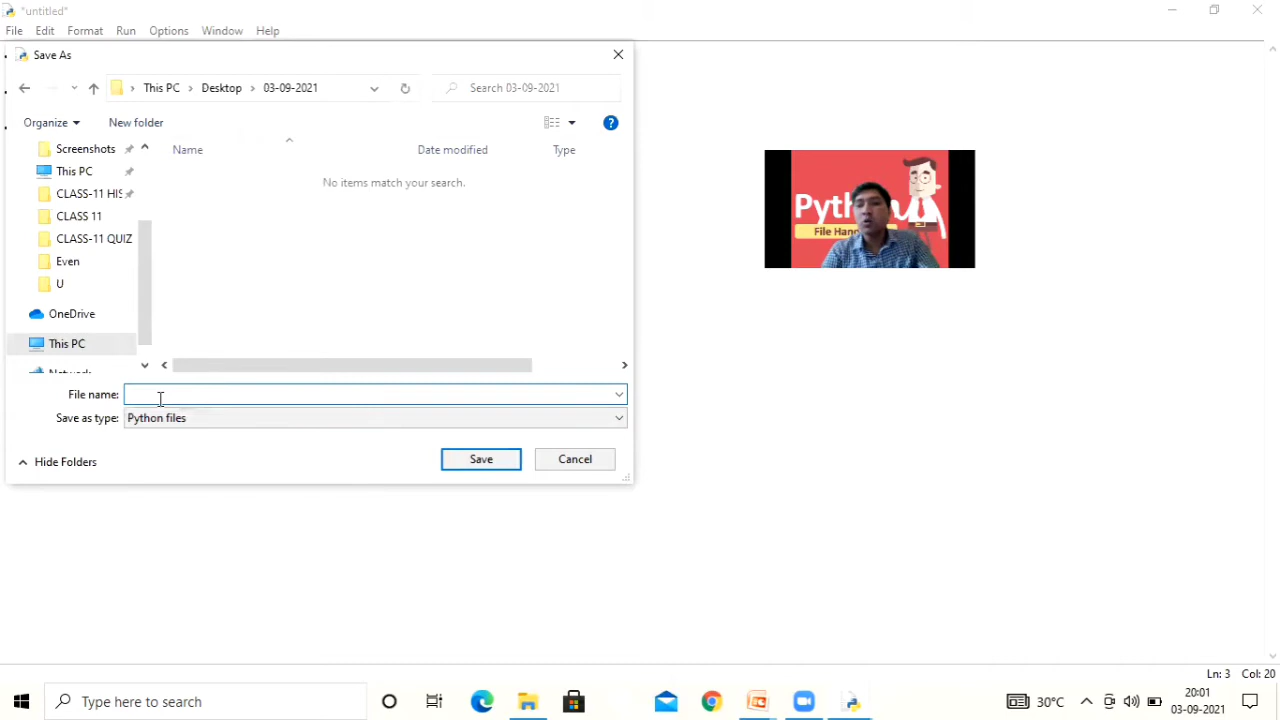 *untitled*
File Edit Format Run Options Window Help
Save As
This PC Desktop 03-09-2021
Search 03-09-2021
Organize New folder
Name Date modified Type
No items match your search.
Screenshots
This PC
CLASS-11 HIS
CLASS 11
CLASS-11 QUIZ
Even
U
OneDrive
This PC
Network
File name:
Save as type: Python files
Hide Folders
Save Cancel
Python
File Han
Ln: 3 Col: 20
Type here to search
30°C
20:01
03-09-2021